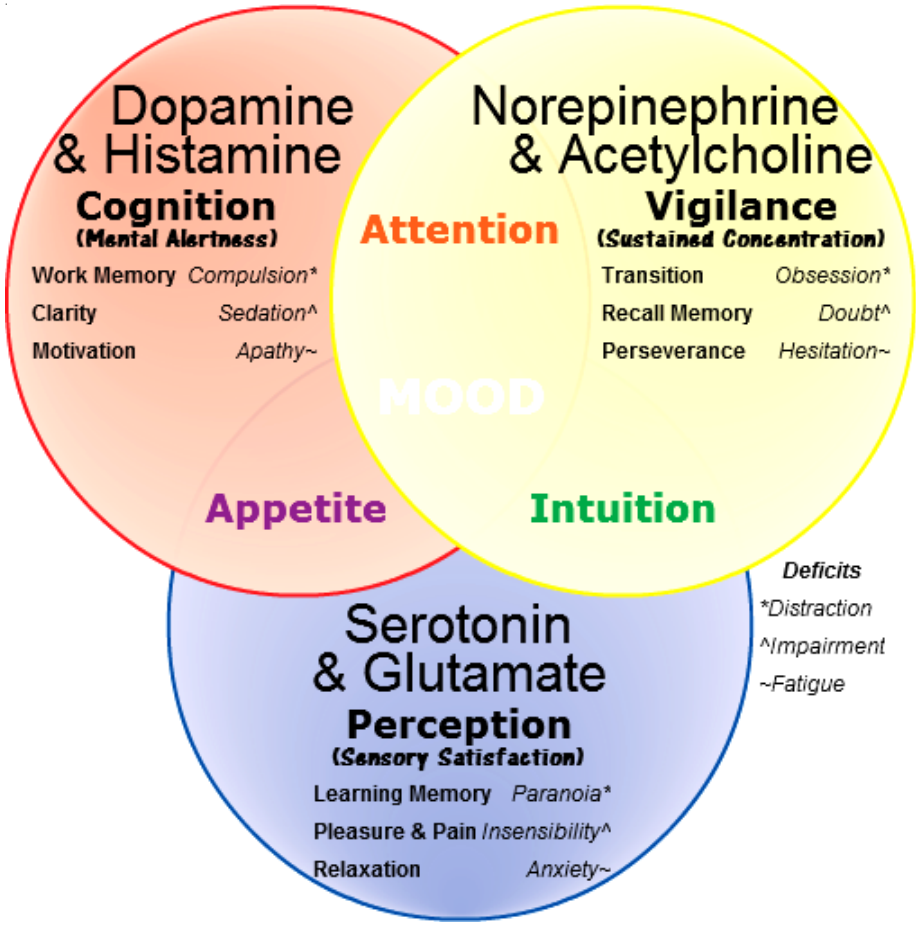 Dopamine
& Histamine
Cognition
(Mental Alertness)
Work Memory Compulsion*
Clarity Sedation^
Motivation Apathy~
Norepinephrine
& Acetylcholine
Vigilance
(Sustained Concentration)
Transition Obsession*
Recall Memory Doubt^
Perseverance Hesitation~
Attention
MOOD
Appetite
Intuition
Serotonin
& Glutamate
Perception
(Sensory Satisfaction)
Learning Memory Paranoia*
Pleasure & Pain Insensibility^
Relaxation Anxiety~
Deficits
*Distraction
^Impairment
~Fatigue